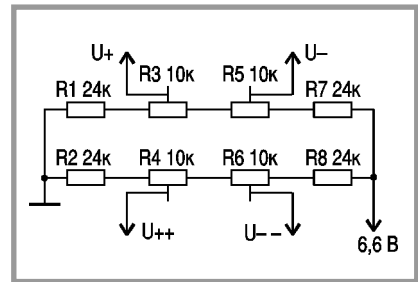 U+ U–
R3 10к R5 10к
R1 24к R7 24к
R2 24к R4 10к R6 10к R8 24к
U++ U– –
6,6 В